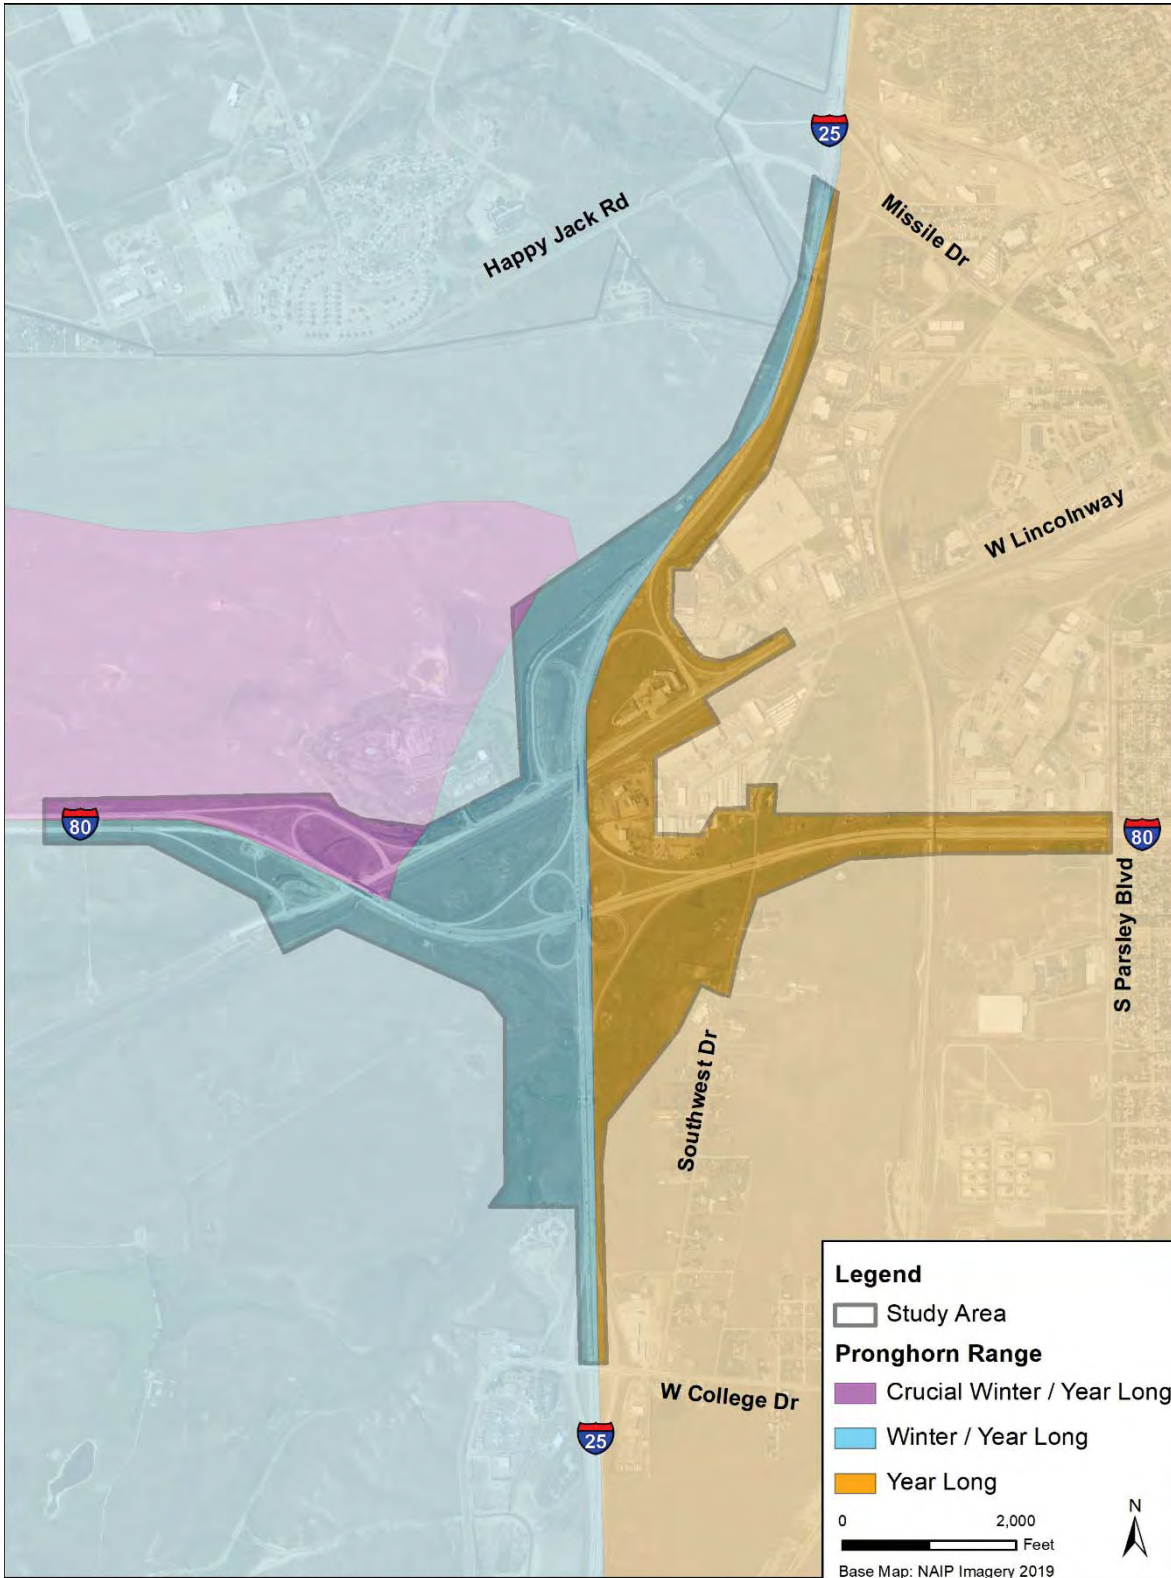 25
Happy Jack Rd
Missile Dr
W Lincolnway
80
80
S Parsley Blvd
Southwest Dr
W College Dr
25
Legend
Study Area
Pronghorn Range
Crucial Winter / Year Long
Winter / Year Long
Year Long
0 2,000
Feet
N
Base Map: NAIP Imagery 2019